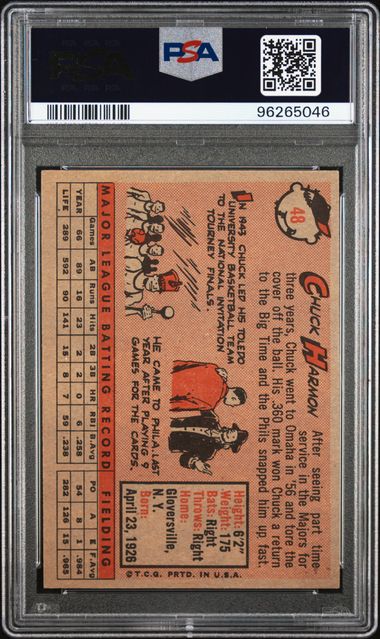 PSA
PSA
96265046
48
CHUCK HARMON
After seeing part time-
service in the Majors for
three years, Chuck went to Omaha in '56 and tore the
cover off the ball. His .360 mark won Chuck a return
to the Big Time and the Phils snapped him up last.
IN 1943 CHUCK LED HIS TOLEDO
UNIVERSITY BASKETBALL TEAM
TO THE NATIONAL INVITATION
TOURNEY FINALS.
HE CAME TO PHILA. LAST
YEAR AFTER PLAYING 9
GAMES FOR THE CARDS.
Height: 6'2"
Weight: 175
Bats: Right
Throws: Right
Home:
Gloversville,
N. Y.
Born:
April 23, 1926
MAJOR LEAGUE BATTING RECORD FIELDING
Games AB Runs Hits 2B 3B HR RBI B.Avg PO A E F.Avg
YEAR 66 89 16 23 2 2 0 6 .258 58 2 1 .984
LIFE 289 592 90 141 15 8 7 59 .238 282 126 15 .965
©T.C.G. PRTD. IN U.S.A.